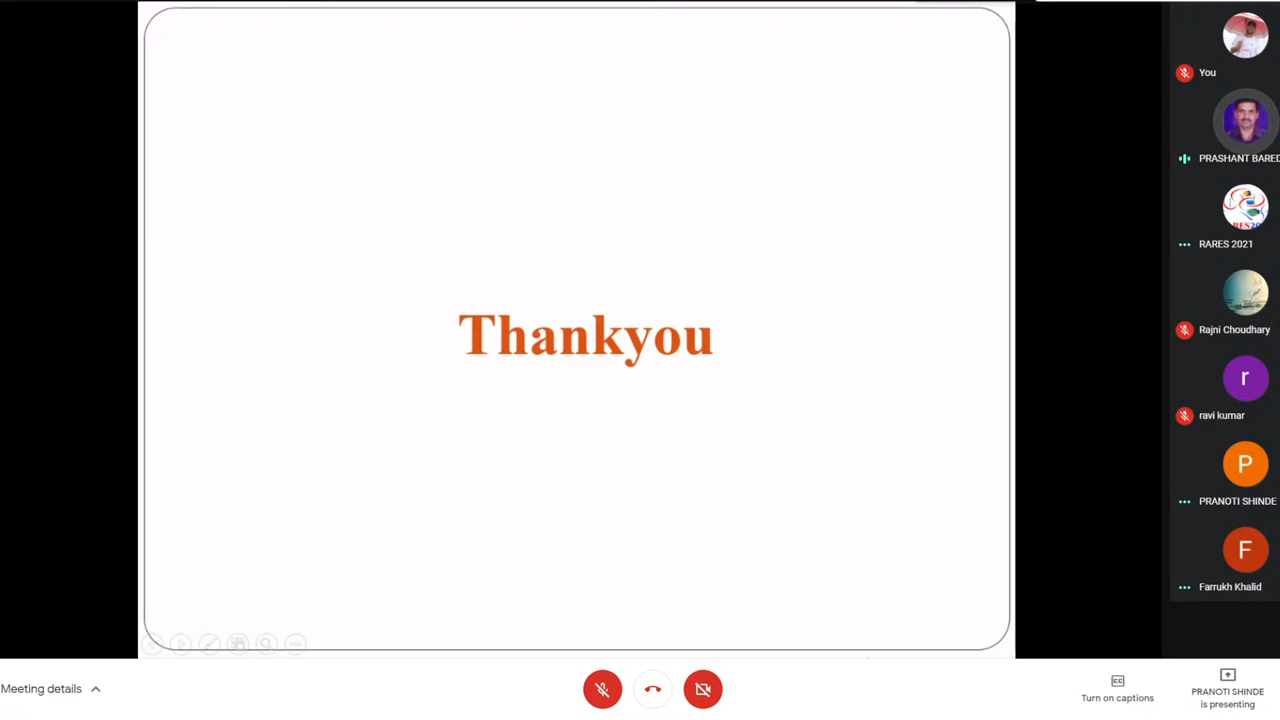 Thankyou
You
PRASHANT BARED
RARES 2021
Rajni Choudhary
r
ravi kumar
P
PRANOTI SHINDE
F
Farrukh Khalid
Meeting details
CC
Turn on captions
PRANOTI SHINDE
is presenting